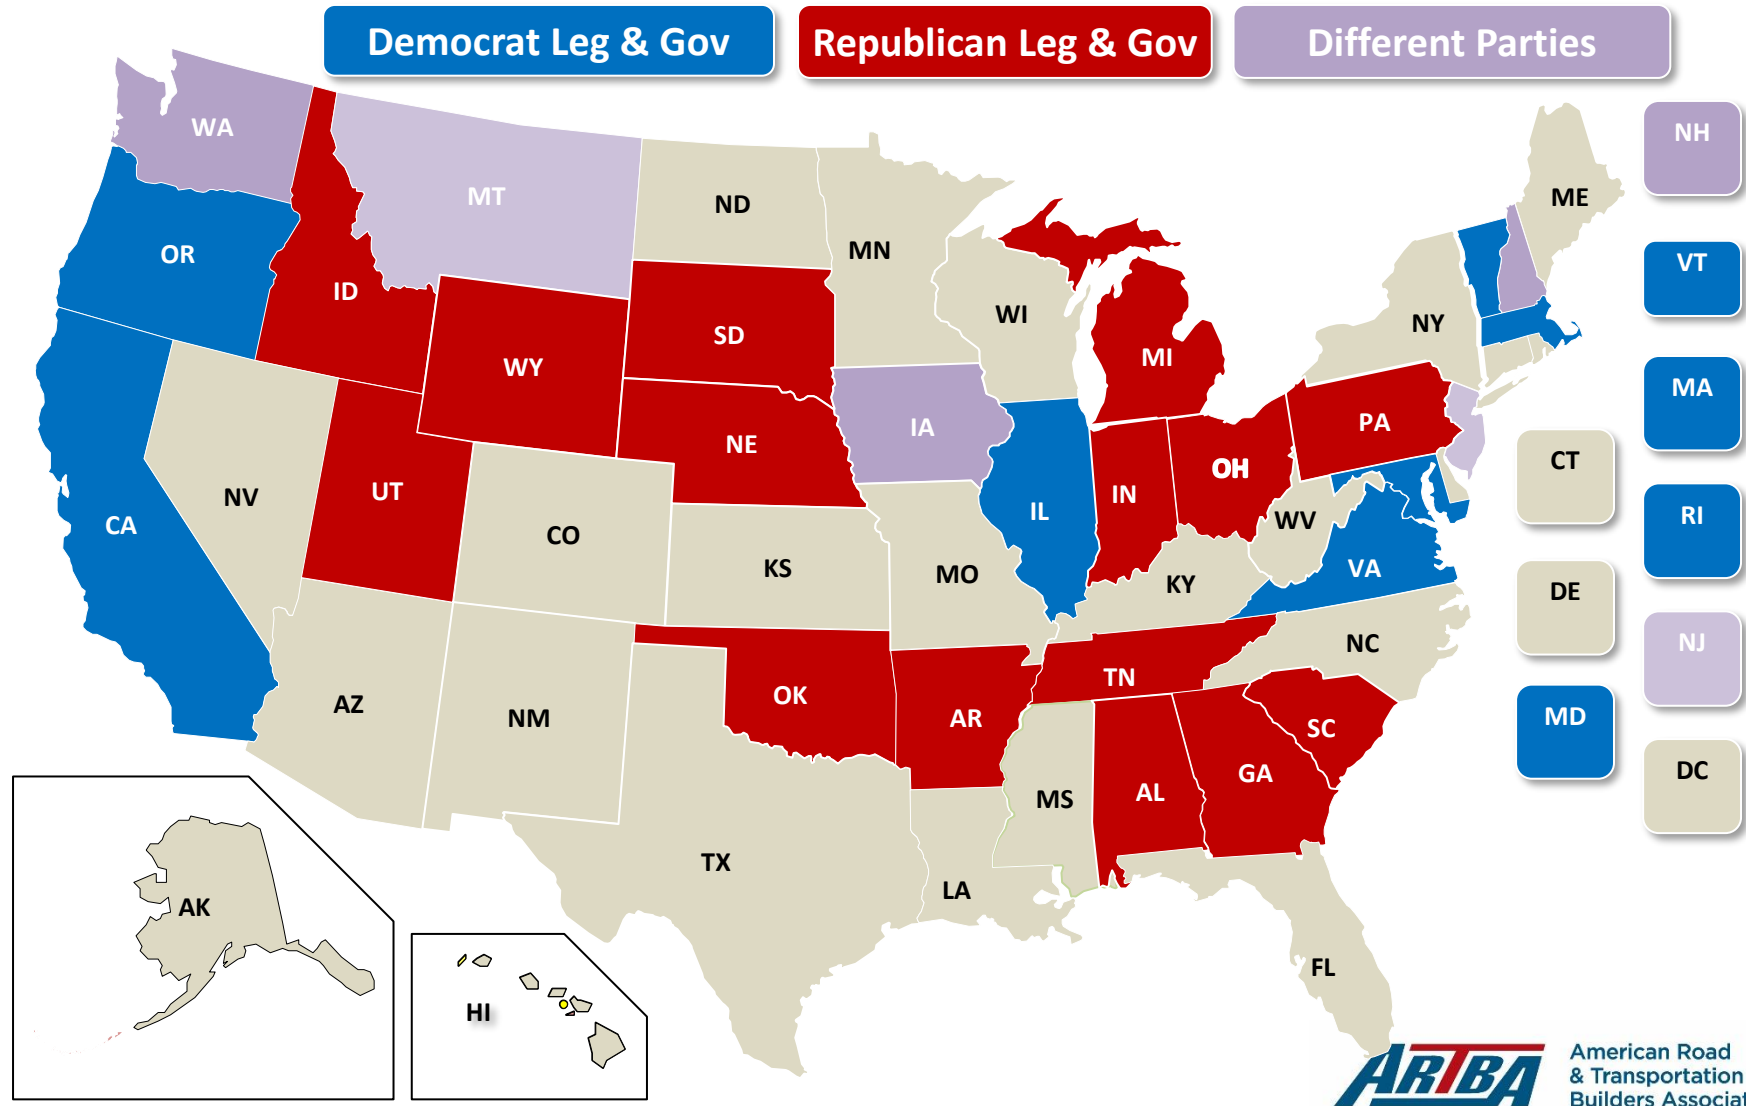 Democrat Leg & Gov
Republican Leg & Gov
Different Parties
WA
MT
ND
MN
ME
NH
OR
ID
SD
WI
NY
VT
WY
MI
MA
NE
IA
PA
CT
NV
UT
CO
IL
IN
OH
WV
RI
CA
KS
MO
KY
VA
DE
NC
NJ
AZ
NM
OK
AR
TN
SC
MD
TX
LA
MS
AL
GA
DC
AK
FL
HI
ARTBA
American Road
& Transportation
Builders Associat